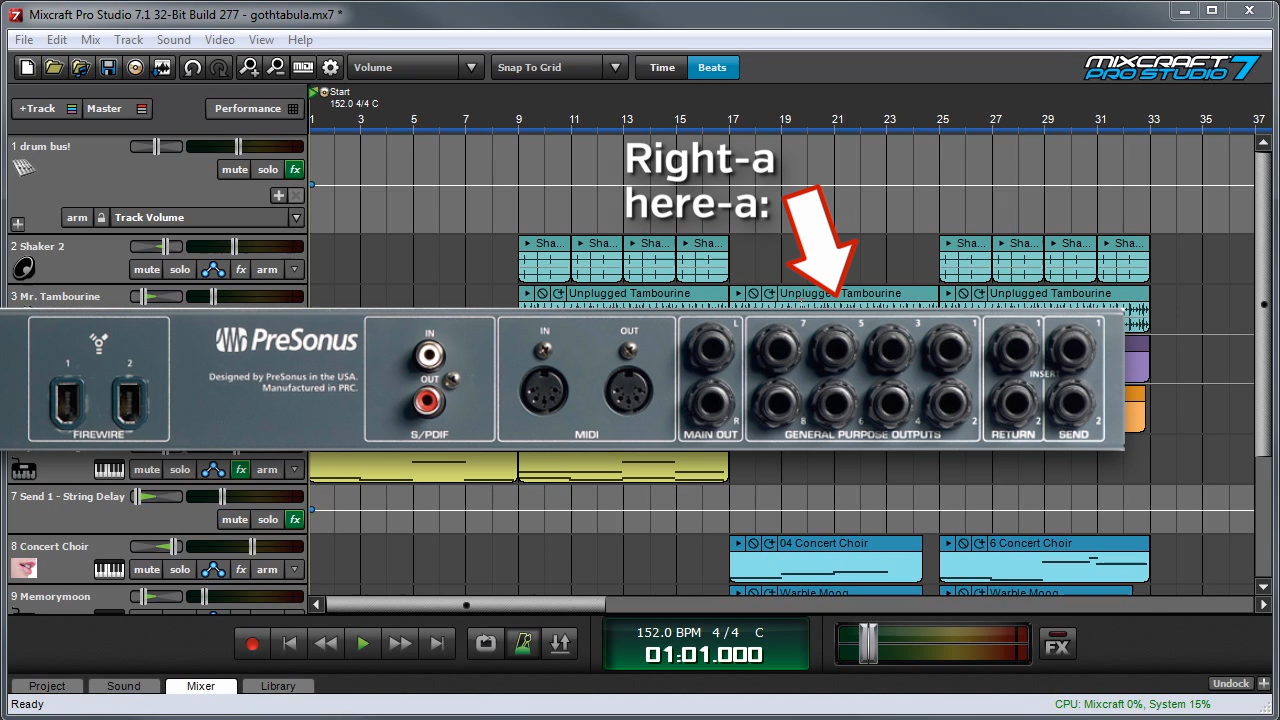 Mixcraft Pro Studio 7.1 32-Bit Build 277 - gothtabula.mx7 *
File Edit Mix Track Sound Video View Help
Volume Snap To Grid Time Beats
MIXCRAFT
PRO STUDIO 7
+Track Master Performance
Start
152.0 4/4 C
1 3 5 7 9 11 13 15 17 19 21 23 25 27 29 31 33 35 37
1 drum bus!
mute solo fx
arm Track Volume
Right-a
here-a:
2 Shaker 2
mute solo fx arm
Sha... Sha... Sha... Sha... Sha... Sha... Sha... Sha...
3 Mr. Tambourine
Unplugged Tambourine Unplugged Tambourine Unplugged Tambourine
1 2
FIREWIRE
PreSonus
Designed by PreSonus in the USA.
Manufactured in PRC.
IN
OUT
S/PDIF
IN OUT
MIDI
L
R
MAIN OUT
7 5 3 1
8 6 4 2
GENERAL PURPOSE OUTPUTS
1 1
INSERT
2 2
RETURN SEND
mute solo fx arm
7 Send 1 - String Delay
mute solo fx
8 Concert Choir
mute solo fx arm
04 Concert Choir 6 Concert Choir
9 Memorymoon
Warble Moog Warble Moog
152.0 BPM 4/4 C
01:01.000
FX
Project Sound Mixer Library
Undock
Ready
CPU: Mixcraft 0%, System 15%